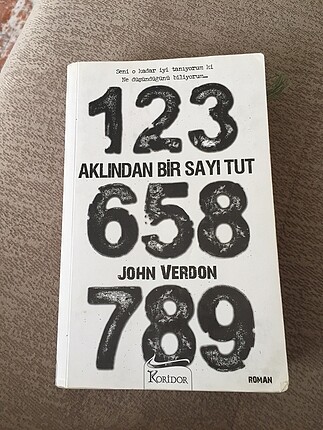 Seni o kadar iyi tanıyorum ki
Ne düşündüğünü biliyorum...
123
AKLINDAN BİR SAYI TUT
658
JOHN VERDON
789
KORİDOR
ROMAN